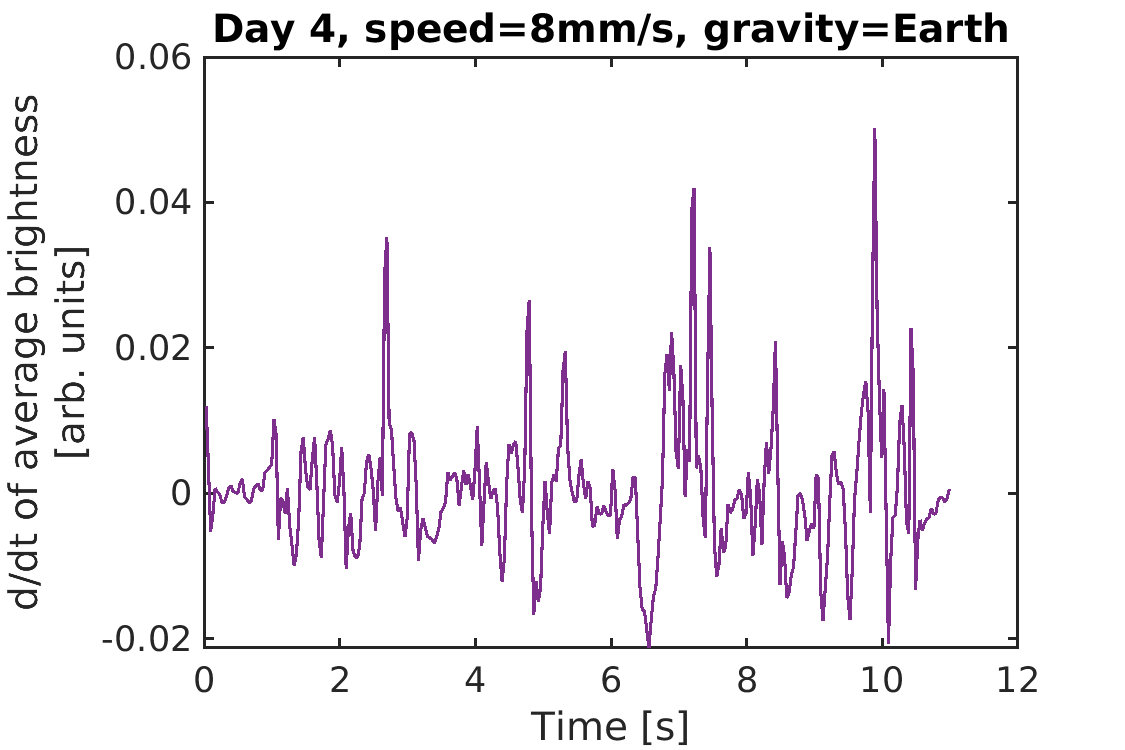 Day 4, speed=8mm/s, gravity=Earth
d/dt of average brightness
[arb. units]
0.06
0.04
0.02
0
-0.02
0 2 4 6 8 10 12
Time [s]